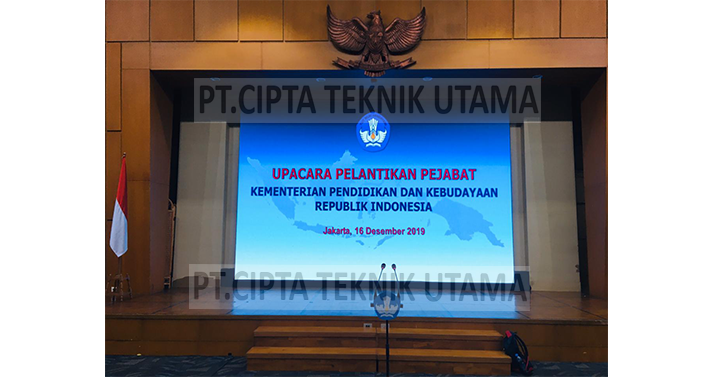 PT.CIPTA TEKNIK UTAMA
UPACARA PELANTIKAN PEJABAT
KEMENTERIAN PENDIDIKAN DAN KEBUDAYAAN
REPUBLIK INDONESIA
Jakarta, 16 Desember 2019
PT.CIPTA TEKNIK UTAMA